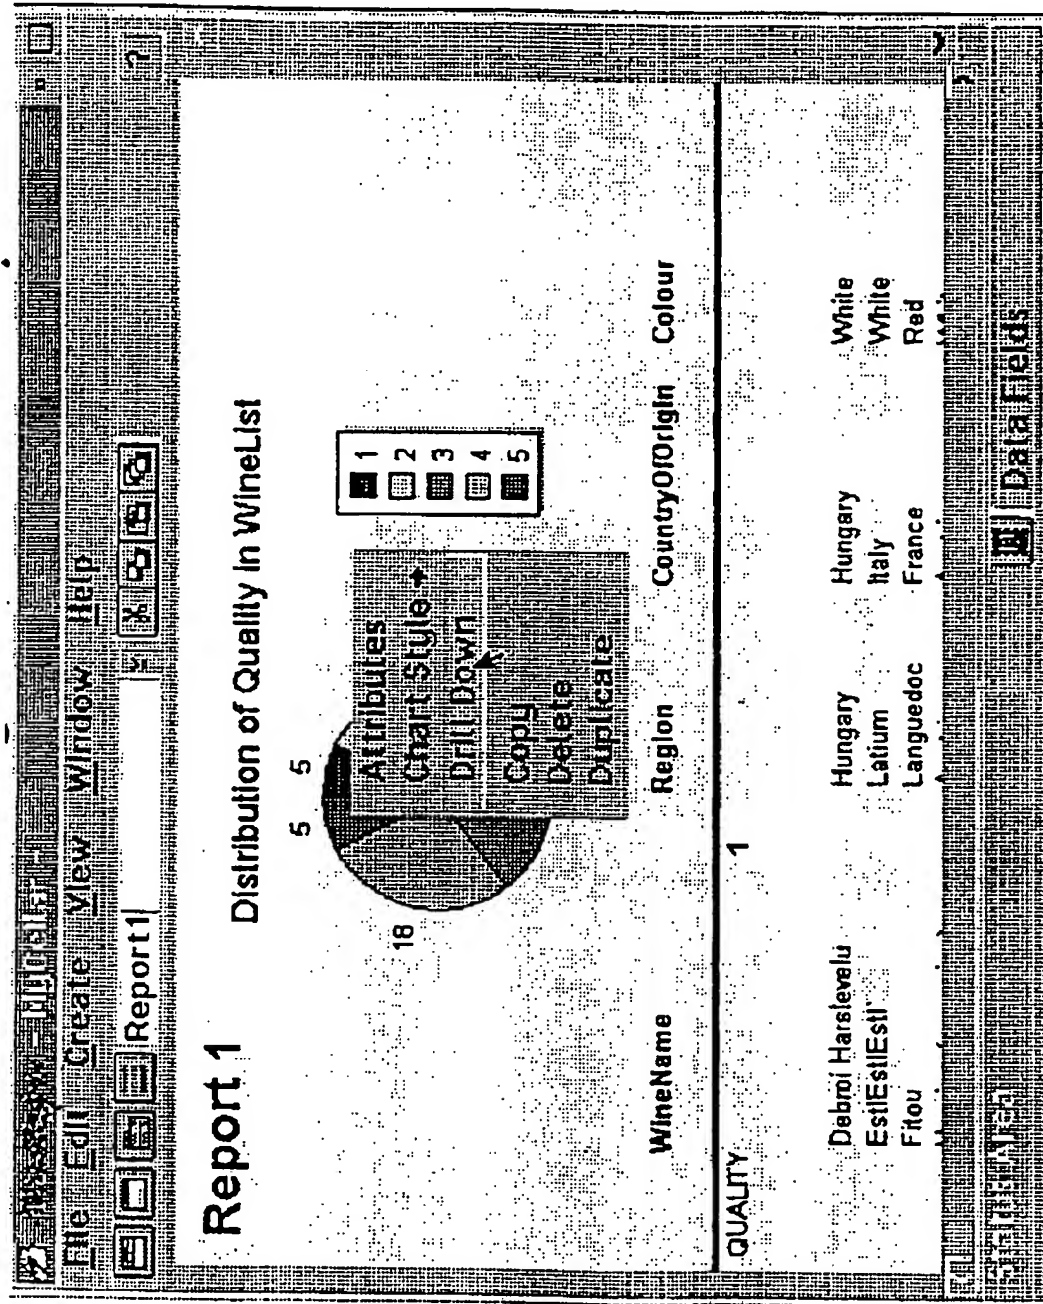 File Edit Create View Window Help
Report1
?
Report 1
Distribution of Quality in WineList
5 5
18
1
2
3
4
5
Attributes
Chart Style →
Drill Down
Copy
Delete
Duplicate
WineName Region CountryOfOrigin Colour
QUALITY 1
Debroi Harslevelu Hungary Hungary White
EstIEstIEstI Latium Italy White
Fitou Languedoc France Red
Data Fields